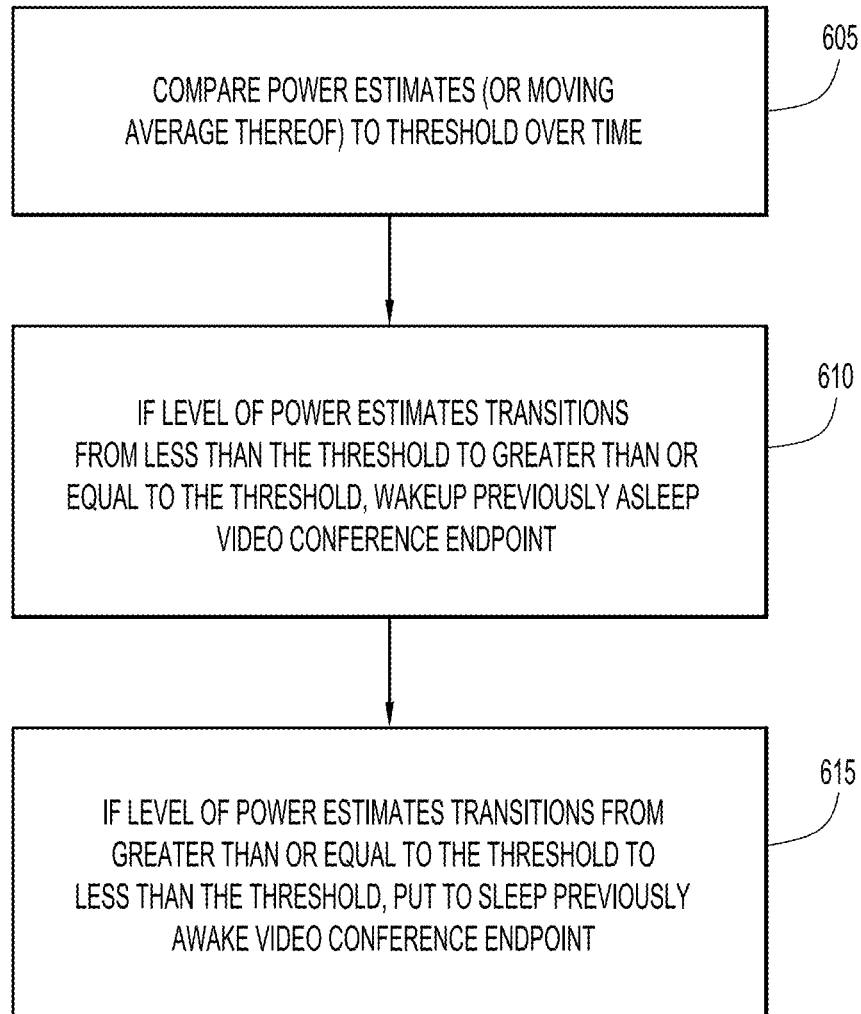 COMPARE POWER ESTIMATES (OR MOVING
AVERAGE THEREOF) TO THRESHOLD OVER TIME
605
IF LEVEL OF POWER ESTIMATES TRANSITIONS
FROM LESS THAN THE THRESHOLD TO GREATER THAN OR
EQUAL TO THE THRESHOLD, WAKEUP PREVIOUSLY ASLEEP
VIDEO CONFERENCE ENDPOINT
610
IF LEVEL OF POWER ESTIMATES TRANSITIONS FROM
GREATER THAN OR EQUAL TO THE THRESHOLD TO
LESS THAN THE THRESHOLD, PUT TO SLEEP PREVIOUSLY
AWAKE VIDEO CONFERENCE ENDPOINT
615